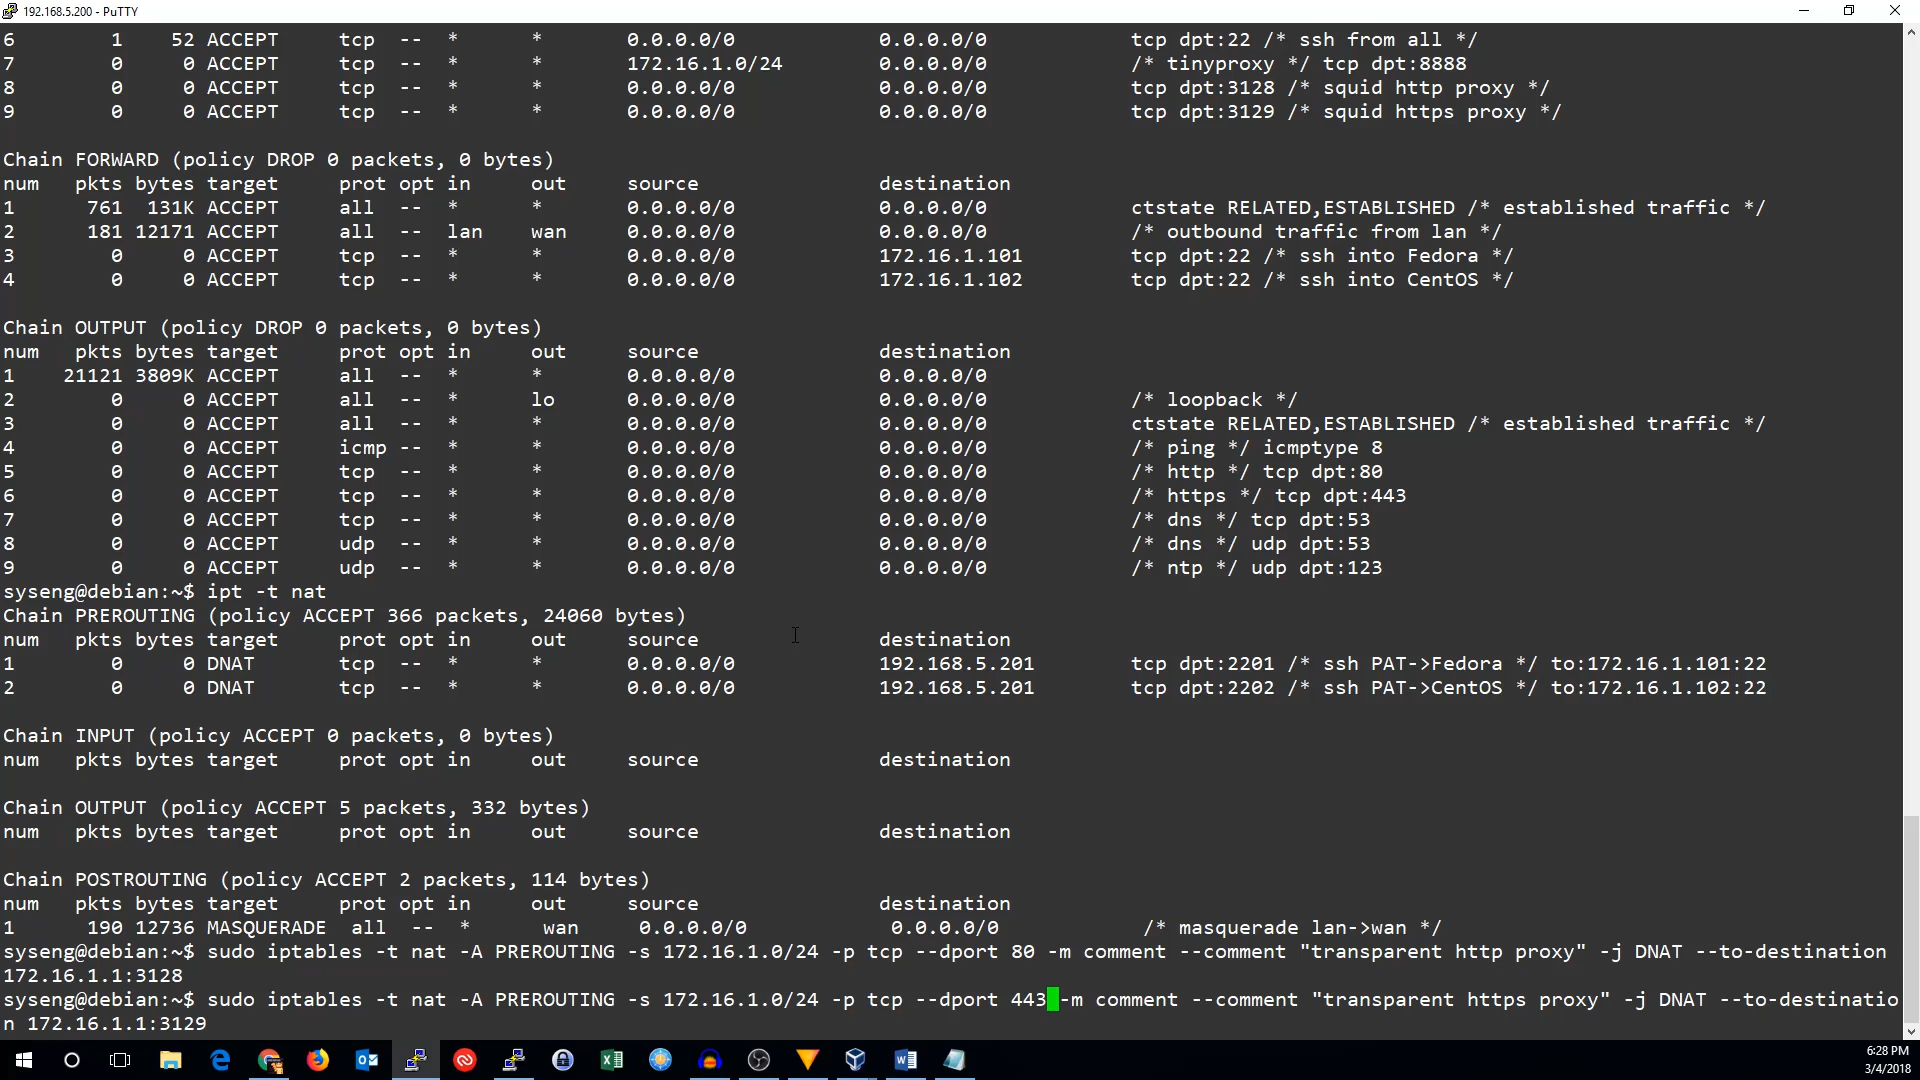 192.168.5.200 - PuTTY
6        1    52 ACCEPT     tcp  --  *      *       0.0.0.0/0            0.0.0.0/0            tcp dpt:22 /* ssh from all */
7        0     0 ACCEPT     tcp  --  *      *       172.16.1.0/24        0.0.0.0/0            /* tinyproxy */ tcp dpt:8888
8        0     0 ACCEPT     tcp  --  *      *       0.0.0.0/0            0.0.0.0/0            tcp dpt:3128 /* squid http proxy */
9        0     0 ACCEPT     tcp  --  *      *       0.0.0.0/0            0.0.0.0/0            tcp dpt:3129 /* squid https proxy */
Chain FORWARD (policy DROP 0 packets, 0 bytes)
num   pkts bytes target     prot opt in     out     source               destination
1      761  131K ACCEPT     all  --  *      *       0.0.0.0/0            0.0.0.0/0            ctstate RELATED,ESTABLISHED /* established traffic */
2      181 12171 ACCEPT     all  --  lan    wan     0.0.0.0/0            0.0.0.0/0            /* outbound traffic from lan */
3        0     0 ACCEPT     tcp  --  *      *       0.0.0.0/0            172.16.1.101         tcp dpt:22 /* ssh into Fedora */
4        0     0 ACCEPT     tcp  --  *      *       0.0.0.0/0            172.16.1.102         tcp dpt:22 /* ssh into CentOS */
Chain OUTPUT (policy DROP 0 packets, 0 bytes)
num   pkts bytes target     prot opt in     out     source               destination
1    21121 3809K ACCEPT     all  --  *      *       0.0.0.0/0            0.0.0.0/0
2        0     0 ACCEPT     all  --  *      lo      0.0.0.0/0            0.0.0.0/0            /* loopback */
3        0     0 ACCEPT     all  --  *      *       0.0.0.0/0            0.0.0.0/0            ctstate RELATED,ESTABLISHED /* established traffic */
4        0     0 ACCEPT     icmp --  *      *       0.0.0.0/0            0.0.0.0/0            /* ping */ icmptype 8
5        0     0 ACCEPT     tcp  --  *      *       0.0.0.0/0            0.0.0.0/0            /* http */ tcp dpt:80
6        0     0 ACCEPT     tcp  --  *      *       0.0.0.0/0            0.0.0.0/0            /* https */ tcp dpt:443
7        0     0 ACCEPT     tcp  --  *      *       0.0.0.0/0            0.0.0.0/0            /* dns */ tcp dpt:53
8        0     0 ACCEPT     udp  --  *      *       0.0.0.0/0            0.0.0.0/0            /* dns */ udp dpt:53
9        0     0 ACCEPT     udp  --  *      *       0.0.0.0/0            0.0.0.0/0            /* ntp */ udp dpt:123
syseng@debian:~$ ipt -t nat
Chain PREROUTING (policy ACCEPT 366 packets, 24060 bytes)
num   pkts bytes target     prot opt in     out     source               destination
1        0     0 DNAT       tcp  --  *      *       0.0.0.0/0            192.168.5.201        tcp dpt:2201 /* ssh PAT->Fedora */ to:172.16.1.101:22
2        0     0 DNAT       tcp  --  *      *       0.0.0.0/0            192.168.5.201        tcp dpt:2202 /* ssh PAT->CentOS */ to:172.16.1.102:22
Chain INPUT (policy ACCEPT 0 packets, 0 bytes)
num   pkts bytes target     prot opt in     out     source               destination
Chain OUTPUT (policy ACCEPT 5 packets, 332 bytes)
num   pkts bytes target     prot opt in     out     source               destination
Chain POSTROUTING (policy ACCEPT 2 packets, 114 bytes)
num   pkts bytes target     prot opt in     out     source               destination
1      190 12736 MASQUERADE  all  --  *      wan     0.0.0.0/0            0.0.0.0/0            /* masquerade lan->wan */
syseng@debian:~$ sudo iptables -t nat -A PREROUTING -s 172.16.1.0/24 -p tcp --dport 80 -m comment --comment "transparent http proxy" -j DNAT --to-destination
172.16.1.1:3128
syseng@debian:~$ sudo iptables -t nat -A PREROUTING -s 172.16.1.0/24 -p tcp --dport 443 -m comment --comment "transparent https proxy" -j DNAT --to-destinatio
n 172.16.1.1:3129
6:28 PM
3/4/2018